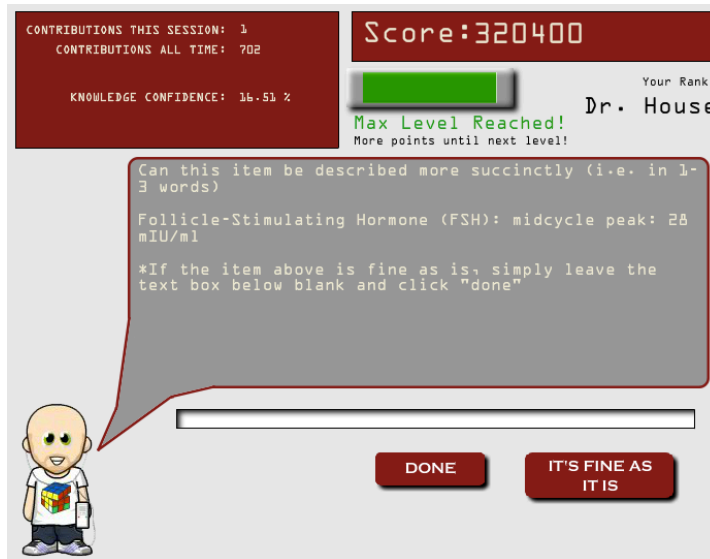 CONTRIBUTIONS THIS SESSION: 1
CONTRIBUTIONS ALL TIME: 702
KNOWLEDGE CONFIDENCE: 16.51 %
Score:320400
Your Rank
Dr. House
Max Level Reached!
More points until next level!
Can this item be described more succinctly (i.e. in 1-
3 words)
Follicle-Stimulating Hormone (FSH): midcycle peak: 28
mIU/ml
*If the item above is fine as is, simply leave the
text box below blank and click "done"
DONE
IT'S FINE AS
IT IS